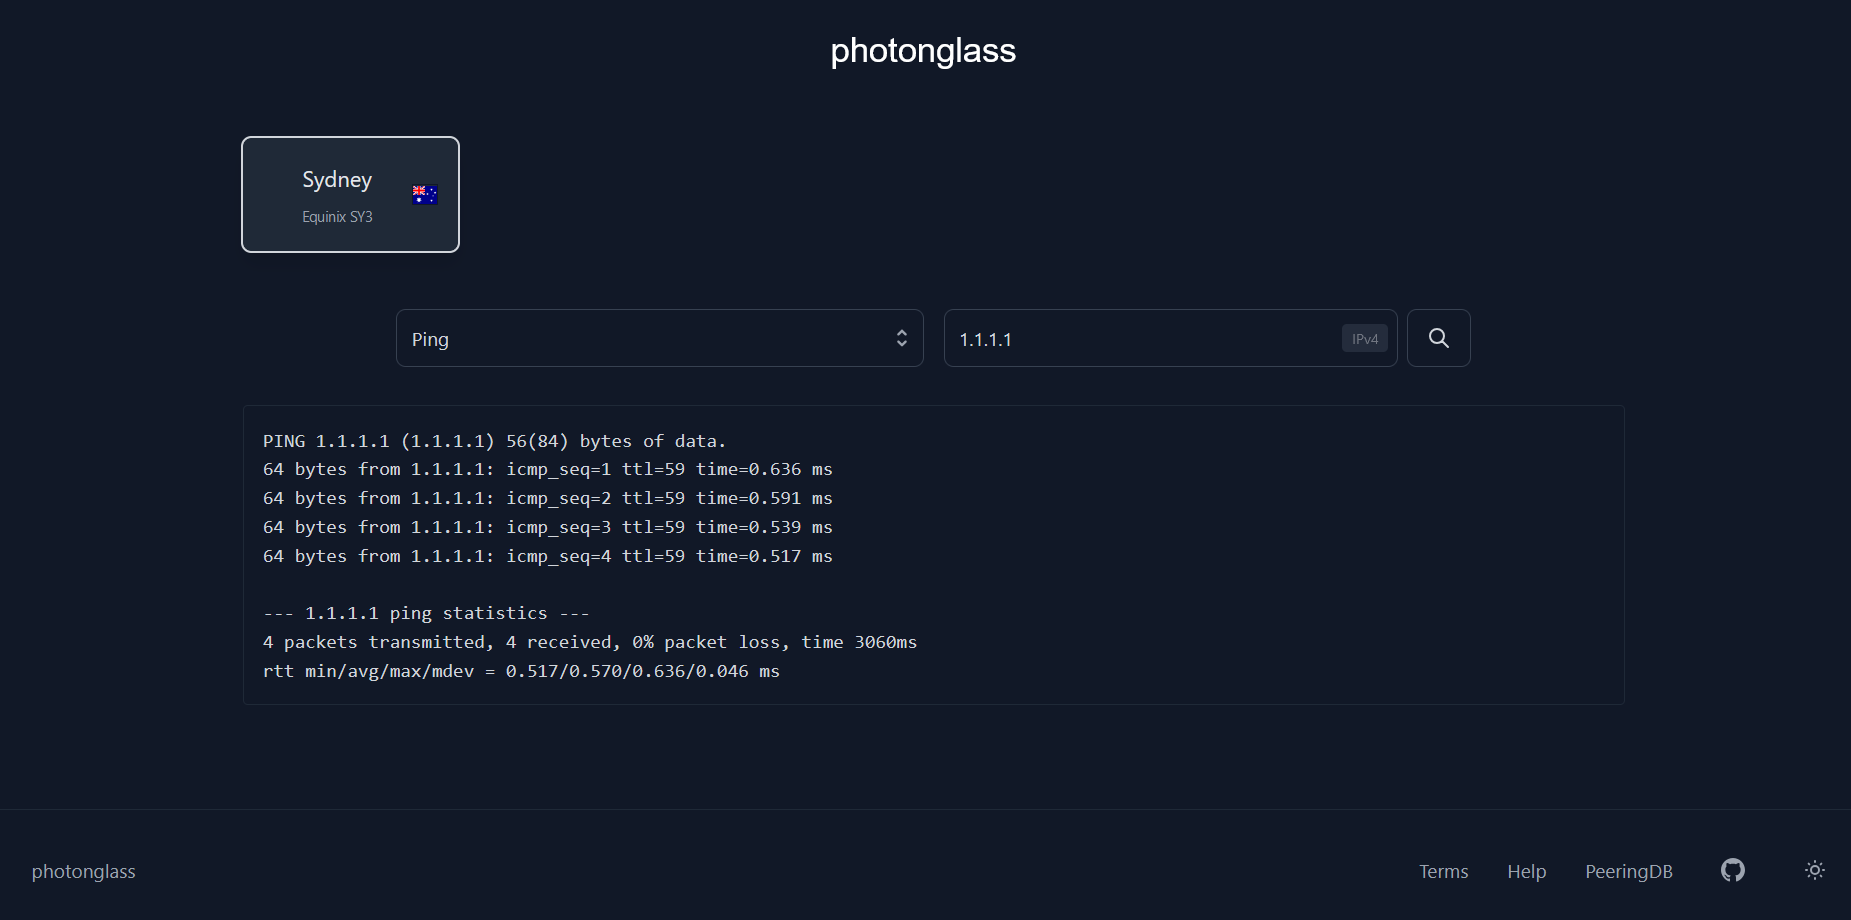 photonglass
Sydney
Equinix SY3
Ping
1.1.1.1
IPv4
PING 1.1.1.1 (1.1.1.1) 56(84) bytes of data.
64 bytes from 1.1.1.1: icmp_seq=1 ttl=59 time=0.636 ms
64 bytes from 1.1.1.1: icmp_seq=2 ttl=59 time=0.591 ms
64 bytes from 1.1.1.1: icmp_seq=3 ttl=59 time=0.539 ms
64 bytes from 1.1.1.1: icmp_seq=4 ttl=59 time=0.517 ms
--- 1.1.1.1 ping statistics ---
4 packets transmitted, 4 received, 0% packet loss, time 3060ms
rtt min/avg/max/mdev = 0.517/0.570/0.636/0.046 ms
photonglass
Terms
Help
PeeringDB